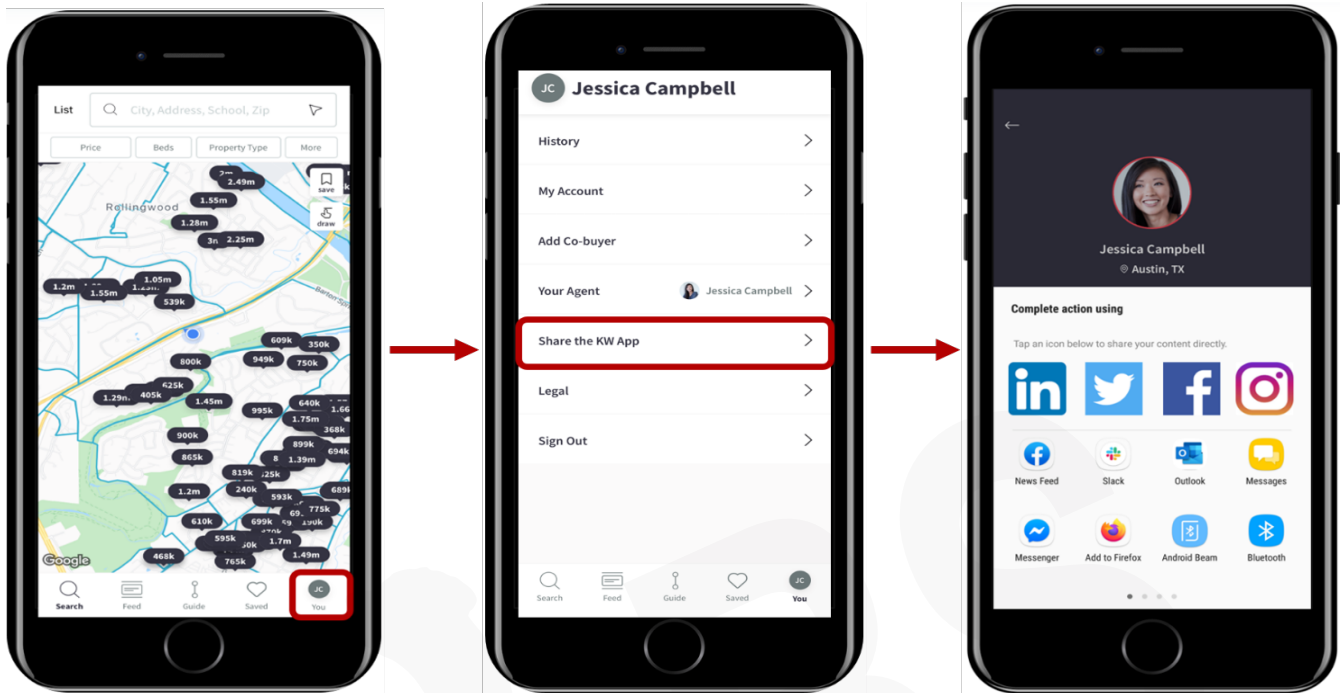 List
City, Address, School, Zip
Price Beds Property Type More
save
draw
Rollingwood
2.49m
1.55m
1.28m
2.25m
1.2m
1.05m
1.55m
539k
609k 350k
949k 750k
800k
625k
1.29m 405k
1.45m
995k
640k
1.66
1.75m
368k
900k
899k
694k
865k
1.39m
819k
1.2m 240k
593k
689k
775k
610k
699k
595k
1.7m
468k
765k
1.49m
Google
Search Feed Guide Saved JC You
JC Jessica Campbell
History
My Account
Add Co-buyer
Your Agent Jessica Campbell
Share the KW App
Legal
Sign Out
Search Feed Guide Saved JC You
Jessica Campbell
Austin, TX
Complete action using
Tap an icon below to share your content directly.
in
News Feed Slack Outlook Messages
Messenger Add to Firefox Android Beam Bluetooth